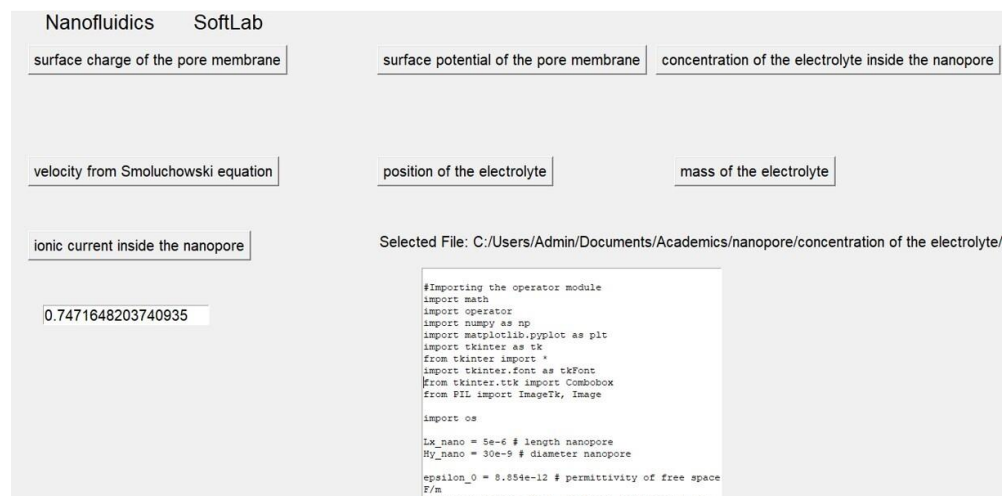 Nanofluidics SoftLab
surface charge of the pore membrane
surface potential of the pore membrane
concentration of the electrolyte inside the nanopore
velocity from Smoluchowski equation
position of the electrolyte
mass of the electrolyte
ionic current inside the nanopore
Selected File: C:/Users/Admin/Documents/Academics/nanopore/concentration of the electrolyte/
0.7471648203740935
#Importing the operator module
import math
import operator
import numpy as np
import matplotlib.pyplot as plt
import tkinter as tk
from tkinter import *
import tkinter.font as tkFont
from tkinter.ttk import Combobox
from PIL import ImageTk, Image
import os
Lx_nano = 5e-6 # length nanopore
Hy_nano = 30e-9 # diameter nanopore
epsilon_0 = 8.854e-12 # permittivity of free space
F/m